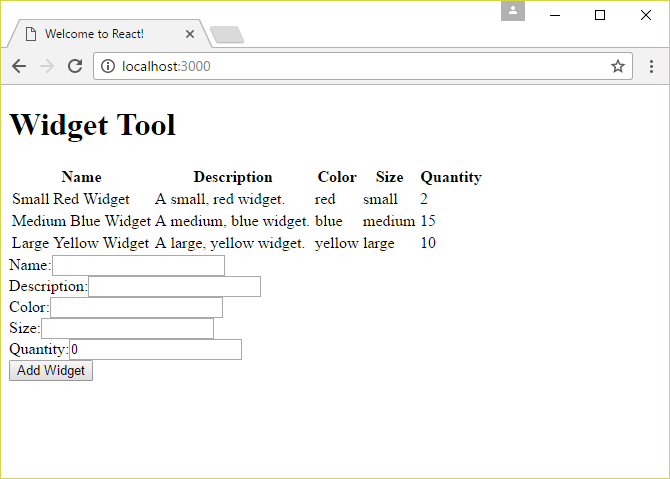 Welcome to React!
localhost:3000
Widget Tool
Name Description Color Size Quantity
Small Red Widget A small, red widget. red small 2
Medium Blue Widget A medium, blue widget. blue medium 15
Large Yellow Widget A large, yellow widget. yellow large 10
Name:
Description:
Color:
Size:
Quantity: 0
Add Widget